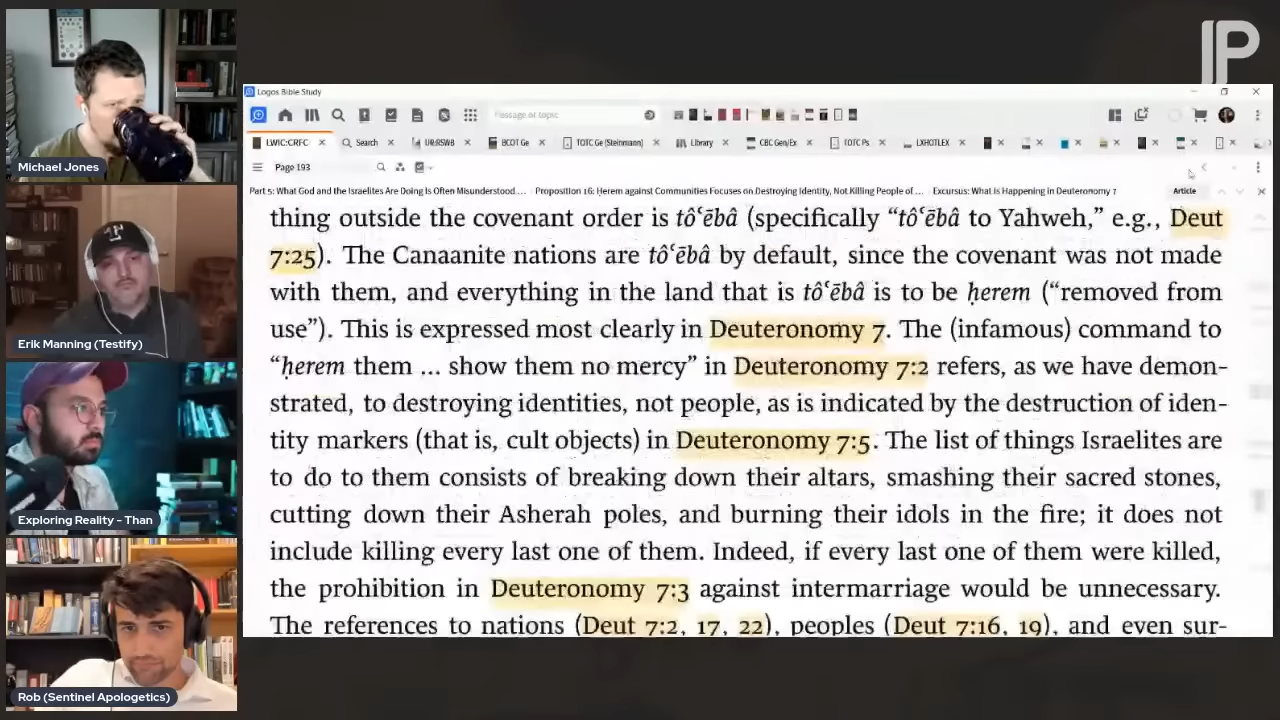 IP
Michael Jones
Erik Manning (Testify)
Exploring Reality - Than
Rob (Sentinel Apologetics)
Logos Bible Study
Message or topic
LWIC:CRFC
Search
UR:RSWB
BCOT Ge
TOTC Ge (Steinmann)
Library
CBC Gen/Ex
TOTC Ps
LXHOTLEX
Page 193
Part 5: What God and the Israelites Are Doing Is Often Misunderstood... Proposition 16: Ḥerem against Communities Focuses on Destroying Identity, Not Killing People of ... Excursus: What Is Happening in Deuteronomy 7
Article
thing outside the covenant order is tôʿēbâ (specifically “tôʿēbâ to Yahweh,” e.g., Deut
7:25). The Canaanite nations are tôʿēbâ by default, since the covenant was not made
with them, and everything in the land that is tôʿēbâ is to be ḥerem (“removed from
use”). This is expressed most clearly in Deuteronomy 7. The (infamous) command to
“ḥerem them ... show them no mercy” in Deuteronomy 7:2 refers, as we have demon-
strated, to destroying identities, not people, as is indicated by the destruction of iden-
tity markers (that is, cult objects) in Deuteronomy 7:5. The list of things Israelites are
to do to them consists of breaking down their altars, smashing their sacred stones,
cutting down their Asherah poles, and burning their idols in the fire; it does not
include killing every last one of them. Indeed, if every last one of them were killed,
the prohibition in Deuteronomy 7:3 against intermarriage would be unnecessary.
The references to nations (Deut 7:2, 17, 22), peoples (Deut 7:16, 19), and even sur-